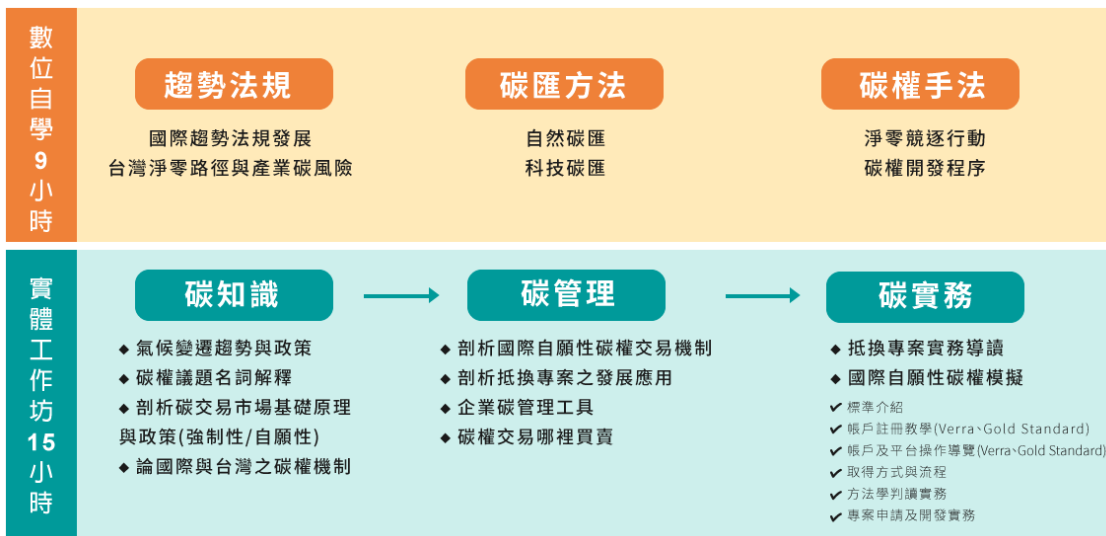 數位自學9小時
趨勢法規
國際趨勢法規發展
台灣淨零路徑與產業碳風險
碳匯方法
自然碳匯
科技碳匯
碳權手法
淨零競逐行動
碳權開發程序
實體工作坊15小時
碳知識
◆ 氣候變遷趨勢與政策
◆ 碳權議題名詞解釋
◆ 剖析碳交易市場基礎原理
與政策(強制性/自願性)
◆ 論國際與台灣之碳權機制
碳管理
◆ 剖析國際自願性碳權交易機制
◆ 剖析抵換專案之發展應用
◆ 企業碳管理工具
◆ 碳權交易哪裡買賣
碳實務
◆ 抵換專案實務導讀
◆ 國際自願性碳權模擬
✔ 標準介紹
✔ 帳戶註冊教學(Verra、Gold Standard)
✔ 帳戶及平台操作導覽(Verra、Gold Standard)
✔ 取得方式與流程
✔ 方法學判讀實務
✔ 專案申請及開發實務